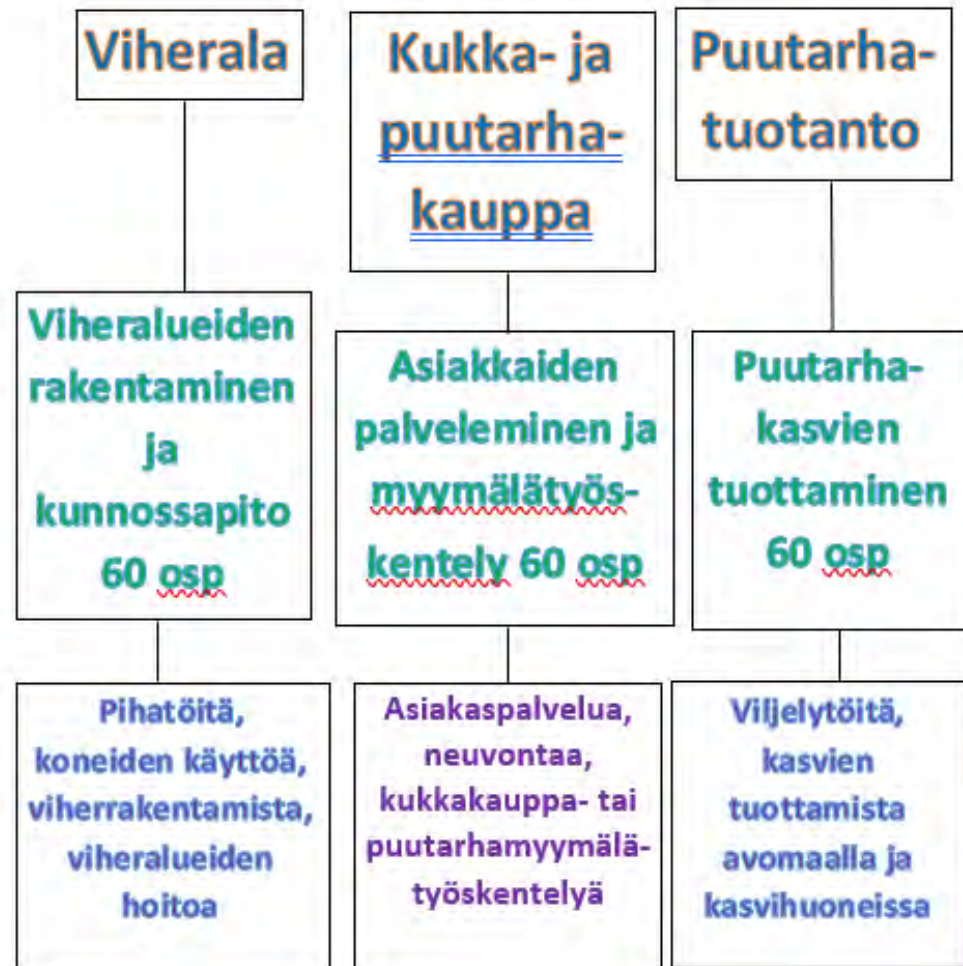 Viherala
Kukka- ja
puutarha-
kauppa
Puutarha-
tuotanto
Viheralueiden
rakentaminen
ja
kunnossapito
60 osp
Asiakkaiden
palveleminen ja
myymälätyös-
kentely 60 osp
Puutarha-
kasvien
tuottaminen
60 osp
Pihatöitä,
koneiden käyttöä,
viherrakentamista,
viheralueiden
hoitoa
Asiakaspalvelua,
neuvontaa,
kukkakauppa- tai
puutarhamyymälä-
työskentelyä
Viljelytöitä,
kasvien
tuottamista
avomaalla ja
kasvihuoneissa